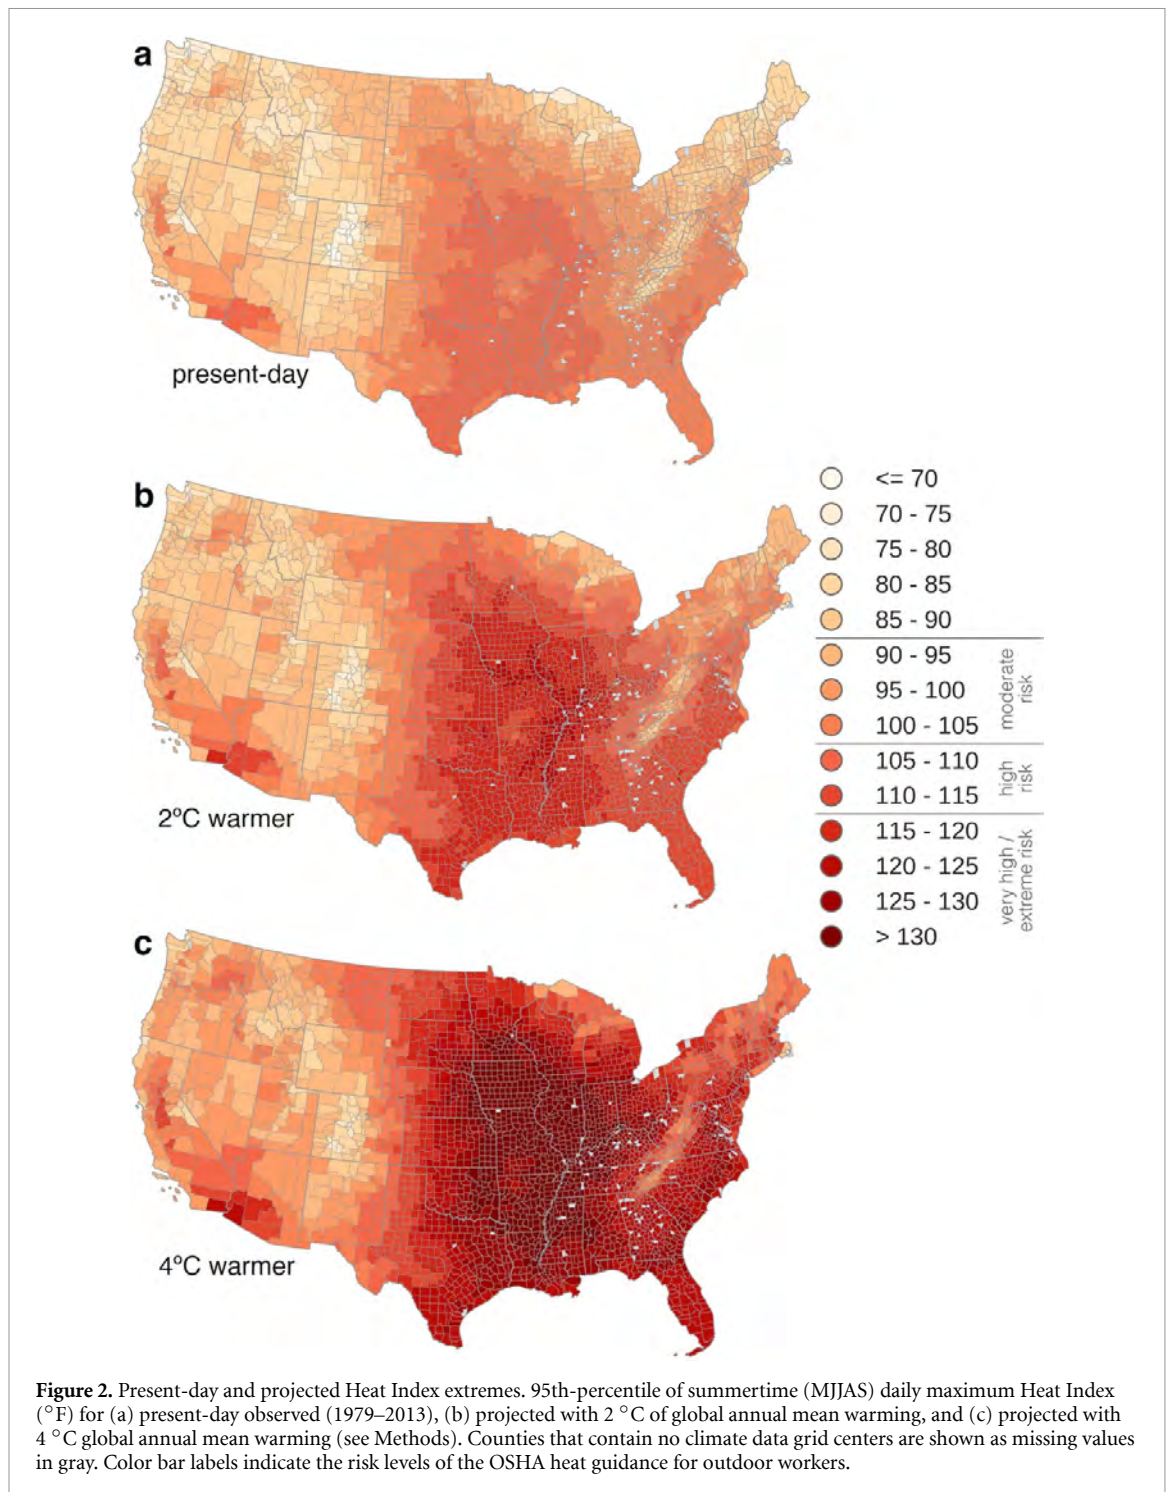 a
present-day
b
2ºC warmer
c
4ºC warmer
<= 70
70 - 75
75 - 80
80 - 85
85 - 90
90 - 95
95 - 100
100 - 105
moderate
risk
105 - 110
110 - 115
high
risk
115 - 120
120 - 125
125 - 130
> 130
very high /
extreme risk
Figure 2. Present-day and projected Heat Index extremes. 95th-percentile of summertime (MJJAS) daily maximum Heat Index
(°F) for (a) present-day observed (1979–2013), (b) projected with 2 °C of global annual mean warming, and (c) projected with
4 °C global annual mean warming (see Methods). Counties that contain no climate data grid centers are shown as missing values
in gray. Color bar labels indicate the risk levels of the OSHA heat guidance for outdoor workers.